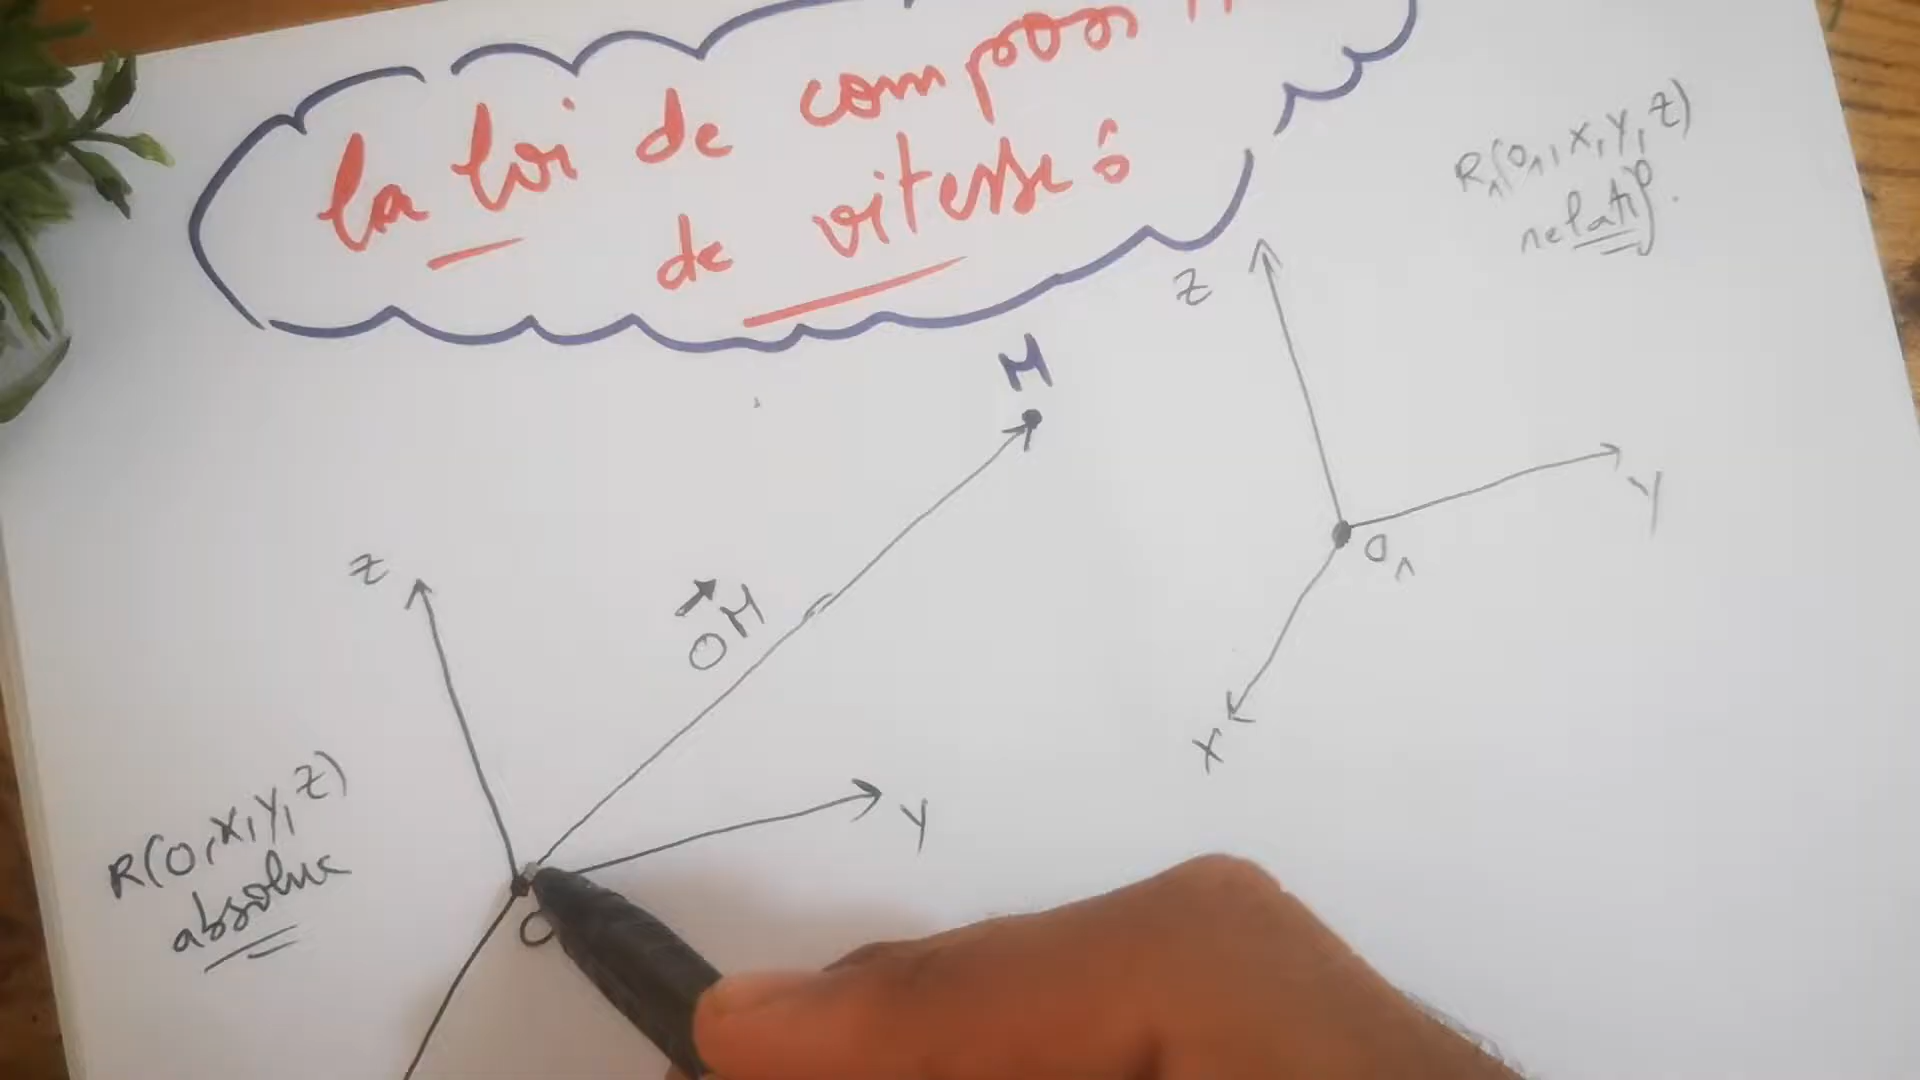 la loi de compos
de vitesse :
R₁(O₁, X, Y, Z)
relatif.
Z
M
Y
O₁
X
Z
OM
Y
O
R(O, X, Y, Z)
absolue